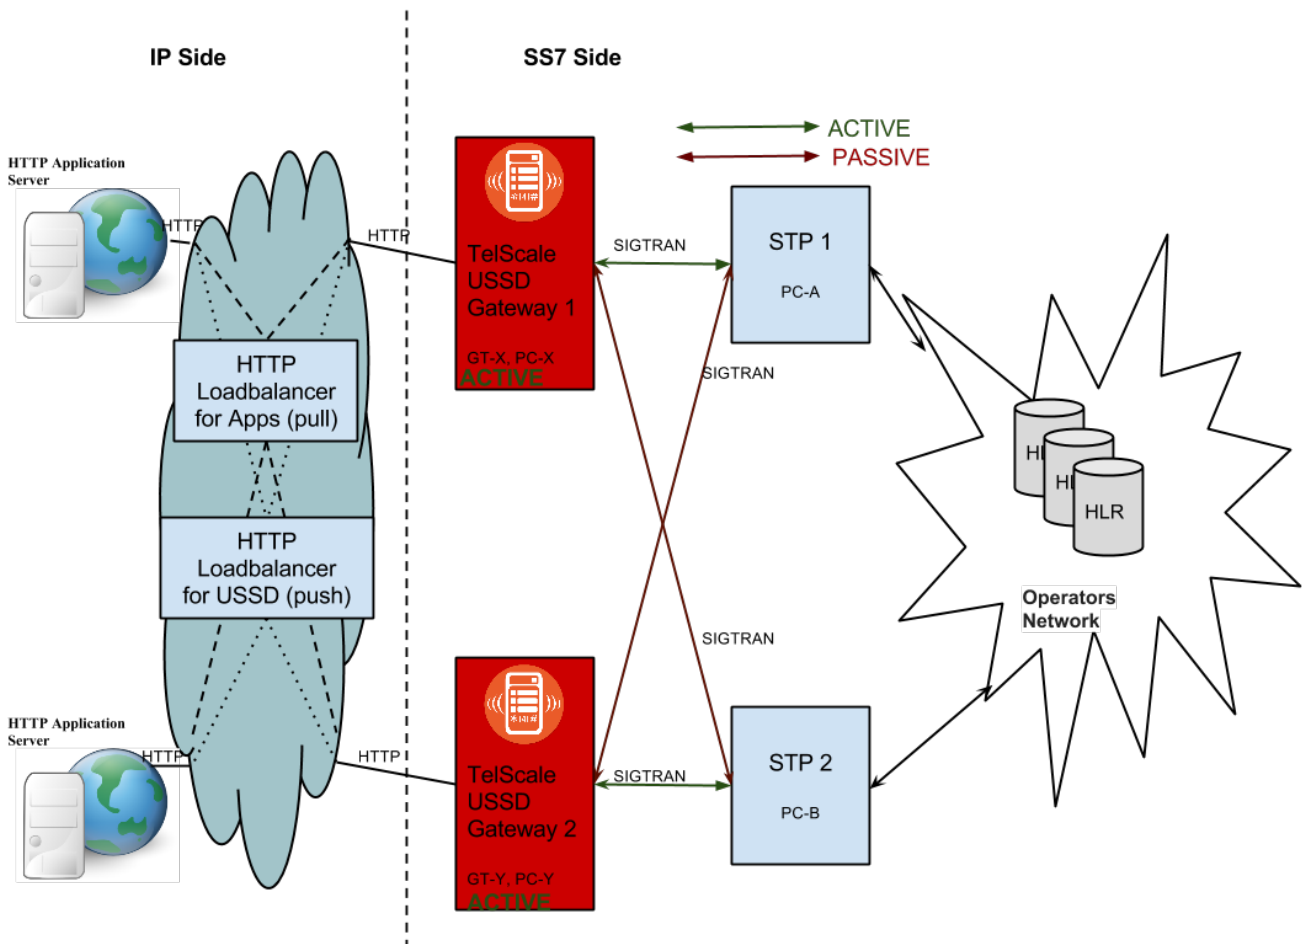 IP Side
SS7 Side
ACTIVE
PASSIVE
HTTP Application
Server
HTTP
HTTP
*!4!#
TelScale
USSD
Gateway 1
GT-X, PC-X
ACTIVE
SIGTRAN
STP 1
PC-A
SIGTRAN
HTTP
Loadbalancer
for Apps (pull)
HTTP
Loadbalancer
for USSD (push)
HLR
Operators
Network
SIGTRAN
HTTP Application
Server
HTTP
HTTP
*!4!#
TelScale
USSD
Gateway 2
GT-Y, PC-Y
ACTIVE
SIGTRAN
STP 2
PC-B